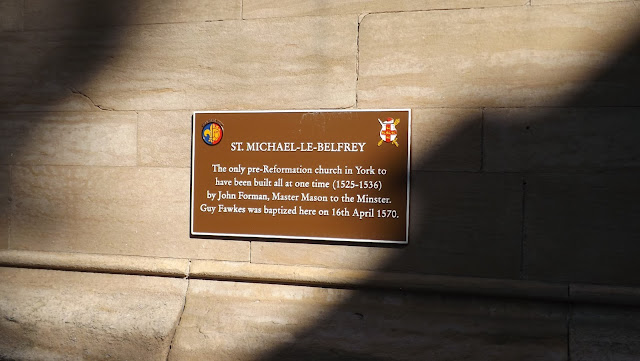 ST. MICHAEL-LE-BELFREY
The only pre-Reformation church in York to
have been built all at one time (1525-1536)
by John Forman, Master Mason to the Minster.
Guy Fawkes was baptized here on 16th April 1570.